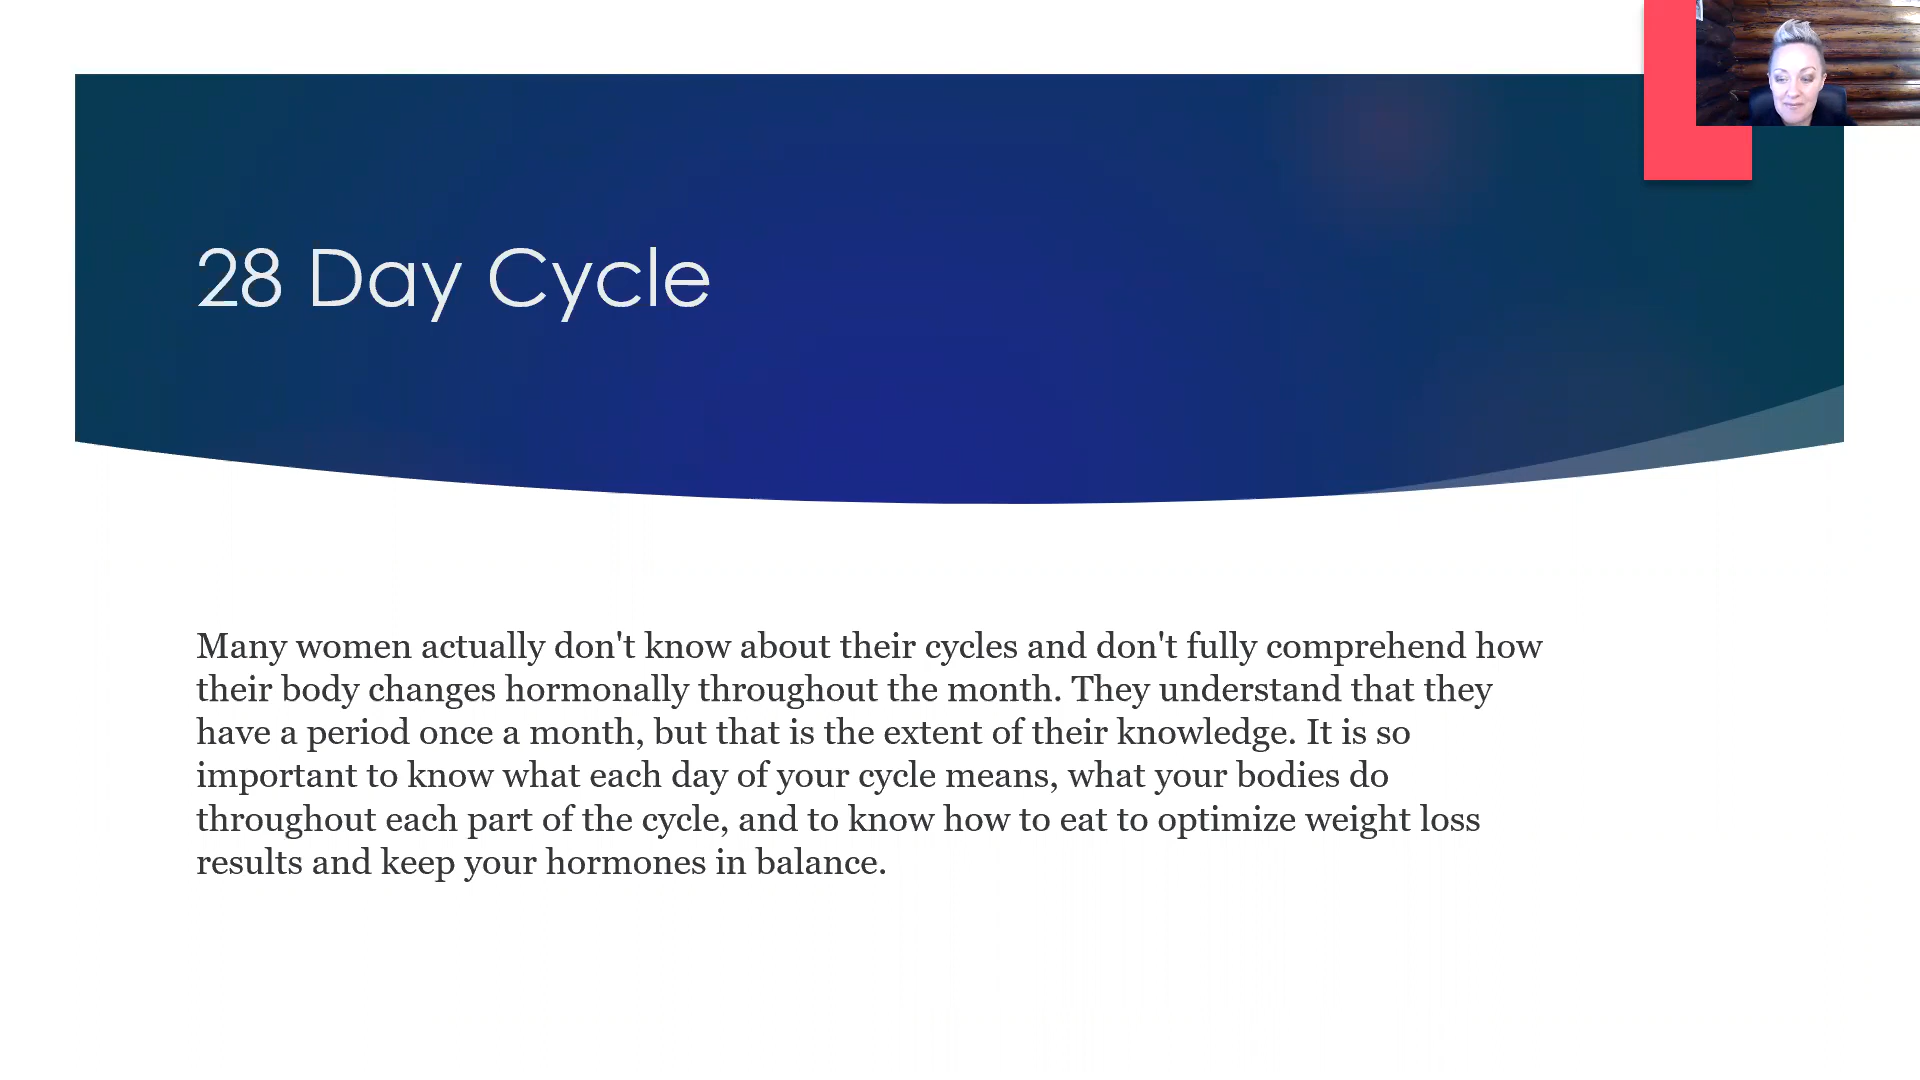 28 Day Cycle
Many women actually don't know about their cycles and don't fully comprehend how
their body changes hormonally throughout the month. They understand that they
have a period once a month, but that is the extent of their knowledge. It is so
important to know what each day of your cycle means, what your bodies do
throughout each part of the cycle, and to know how to eat to optimize weight loss
results and keep your hormones in balance.